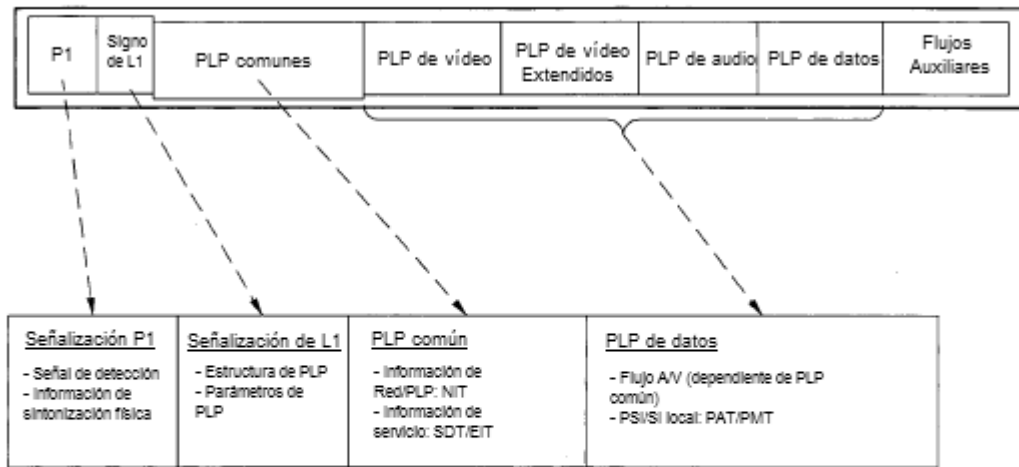 P1
Signo
de L1
PLP comunes
PLP de vídeo
PLP de vídeo
Extendidos
PLP de audio
PLP de datos
Flujos
Auxiliares
Señalización P1
- Señal de detección
- Información de
sintonización física
Señalización de L1
- Estructura de PLP
- Parámetros de
PLP
PLP común
- Información de
Red/PLP: NIT
- Información de
servicio: SDT/EIT
PLP de datos
- Flujo A/V (dependiente de PLP
común)
- PSI/SI local: PAT/PMT